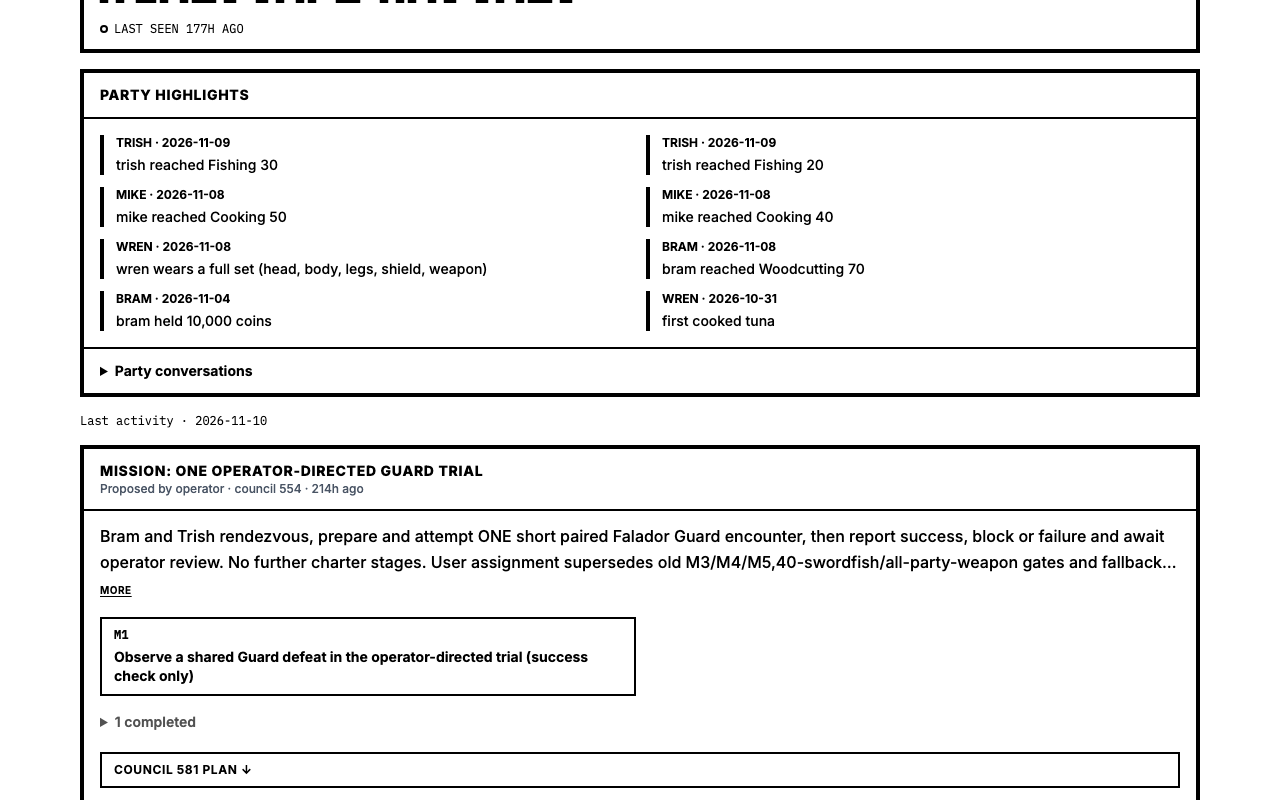 LAST SEEN 177H AGO
PARTY HIGHLIGHTS
TRISH · 2026-11-09
trish reached Fishing 30
TRISH · 2026-11-09
trish reached Fishing 20
MIKE · 2026-11-08
mike reached Cooking 50
MIKE · 2026-11-08
mike reached Cooking 40
WREN · 2026-11-08
wren wears a full set (head, body, legs, shield, weapon)
BRAM · 2026-11-08
bram reached Woodcutting 70
BRAM · 2026-11-04
bram held 10,000 coins
WREN · 2026-10-31
first cooked tuna
Party conversations
Last activity · 2026-11-10
MISSION: ONE OPERATOR-DIRECTED GUARD TRIAL
Proposed by operator · council 554 · 214h ago
Bram and Trish rendezvous, prepare and attempt ONE short paired Falador Guard encounter, then report success, block or failure and await
operator review. No further charter stages. User assignment supersedes old M3/M4/M5,40-swordfish/all-party-weapon gates and fallback...
MORE
M1
Observe a shared Guard defeat in the operator-directed trial (success
check only)
1 completed
COUNCIL 581 PLAN ↓